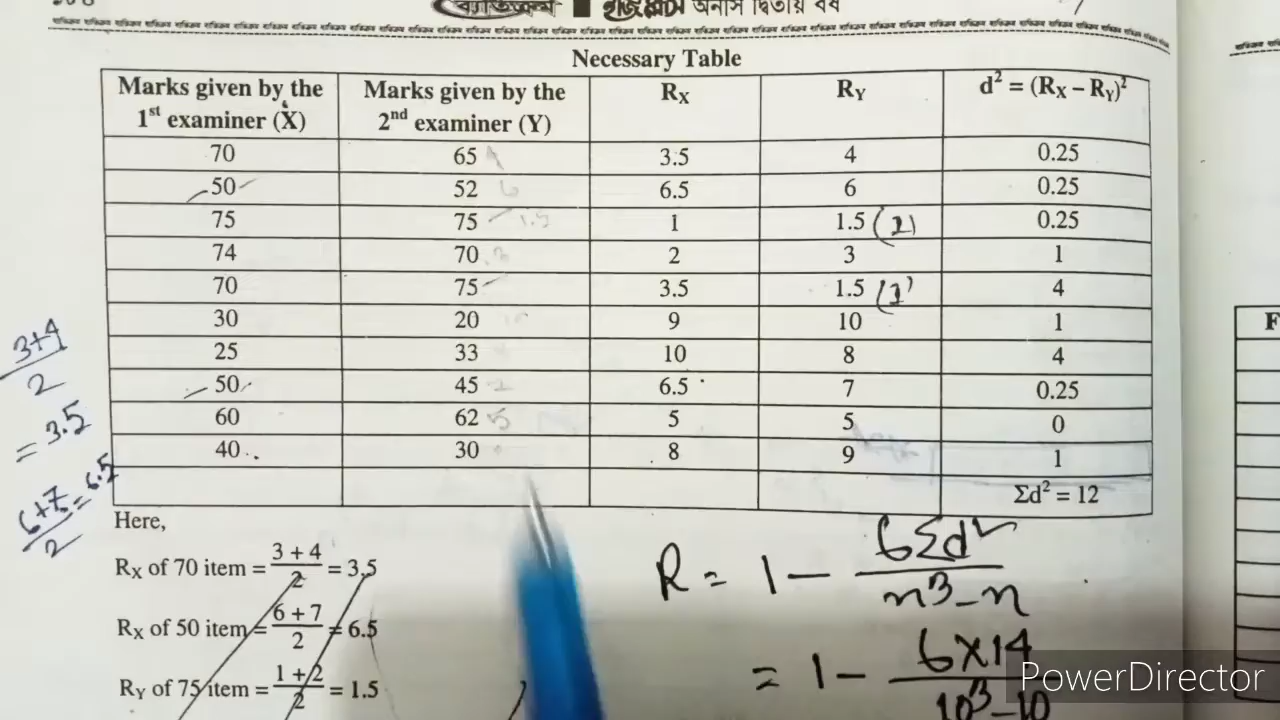 অনার্স দ্বিতীয় বর্ষ
Necessary Table
Marks given by the 1st examiner (X) Marks given by the 2nd examiner (Y) RX RY d² = (RX – RY)²
70 65 3.5 4 0.25
50 52 6.5 6 0.25
75 75 1 1.5 0.25
74 70 2 3 1
70 75 3.5 1.5 4
30 20 9 10 1
25 33 10 8 4
50 45 6.5 7 0.25
60 62 5 5 0
40 30 8 9 1
Σd² = 12
3+4/2
= 3.5
6+7/2 = 6.5
Here,
RX of 70 item = 3 + 4/2 = 3.5
RX of 50 item = 6 + 7/2 = 6.5
RY of 75 item = 1 + 2/2 = 1.5
R = 1 - 6Σd²/n³-n
= 1 - 6×14/10³-10
PowerDirector
F